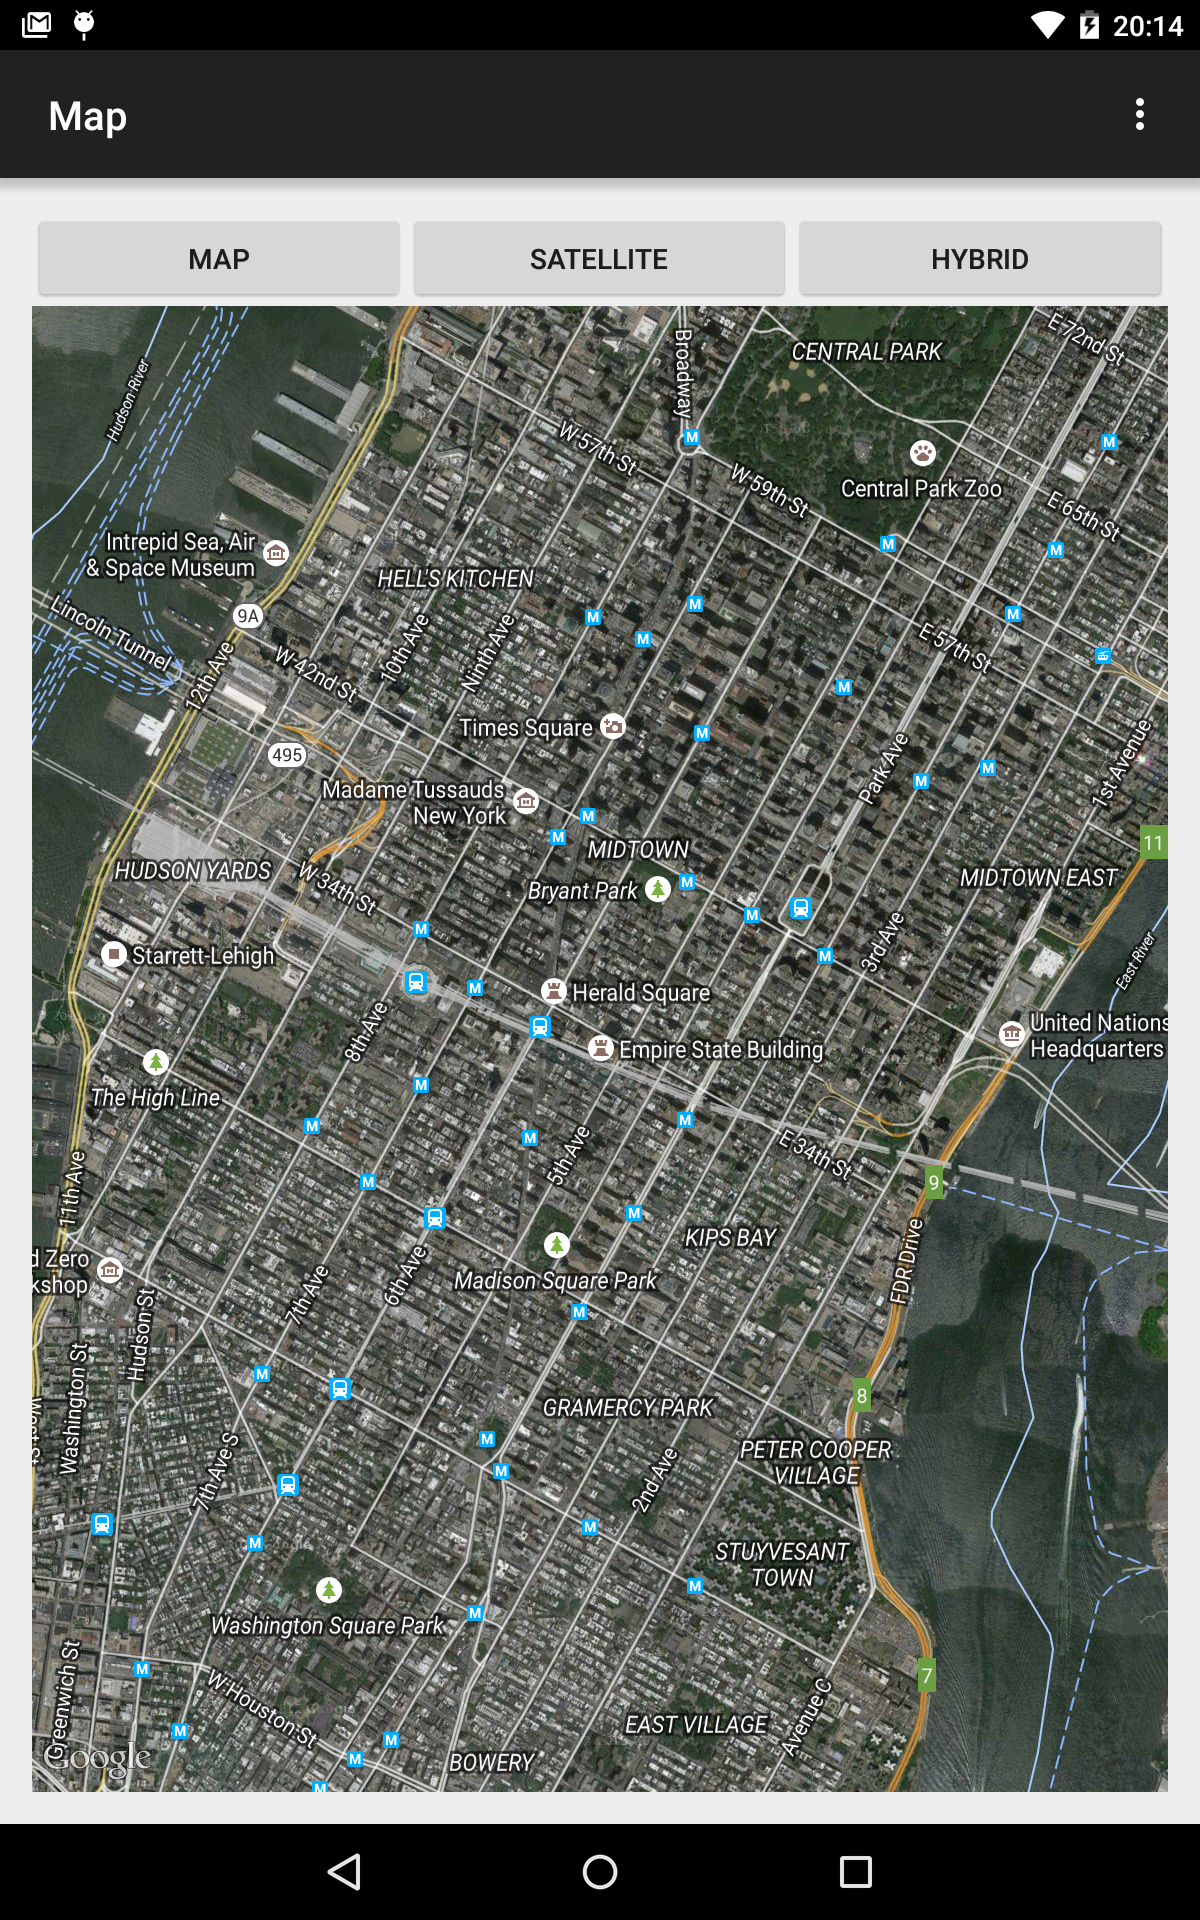 20:14
Map
MAP
SATELLITE
HYBRID
Hudson River
Broadway
CENTRAL PARK
E 72nd St
W 57th St
W 59th St
Central Park Zoo
E 65th St
Intrepid Sea, Air
& Space Museum
HELL'S KITCHEN
9A
Lincoln Tunnel
12th Ave
W 42nd St
10th Ave
Ninth Ave
E 57th St
Times Square
495
Park Ave
1st Avenue
Madame Tussauds
New York
MIDTOWN
11
HUDSON YARDS
W 34th St
Bryant Park
MIDTOWN EAST
3rd Ave
East River
Starrett-Lehigh
Herald Square
8th Ave
Empire State Building
United Nations
Headquarters
The High Line
5th Ave
E 34th St
11th Ave
9
KIPS BAY
FDR Drive
d Zero
kshop
Madison Square Park
6th Ave
7th Ave
Hudson St
Washington St
8
GRAMERCY PARK
PETER COOPER
VILLAGE
7th Ave S
2nd Ave
STUYVESANT
TOWN
Washington Square Park
7
Greenwich St
W Houston St
EAST VILLAGE
Avenue C
BOWERY
Google